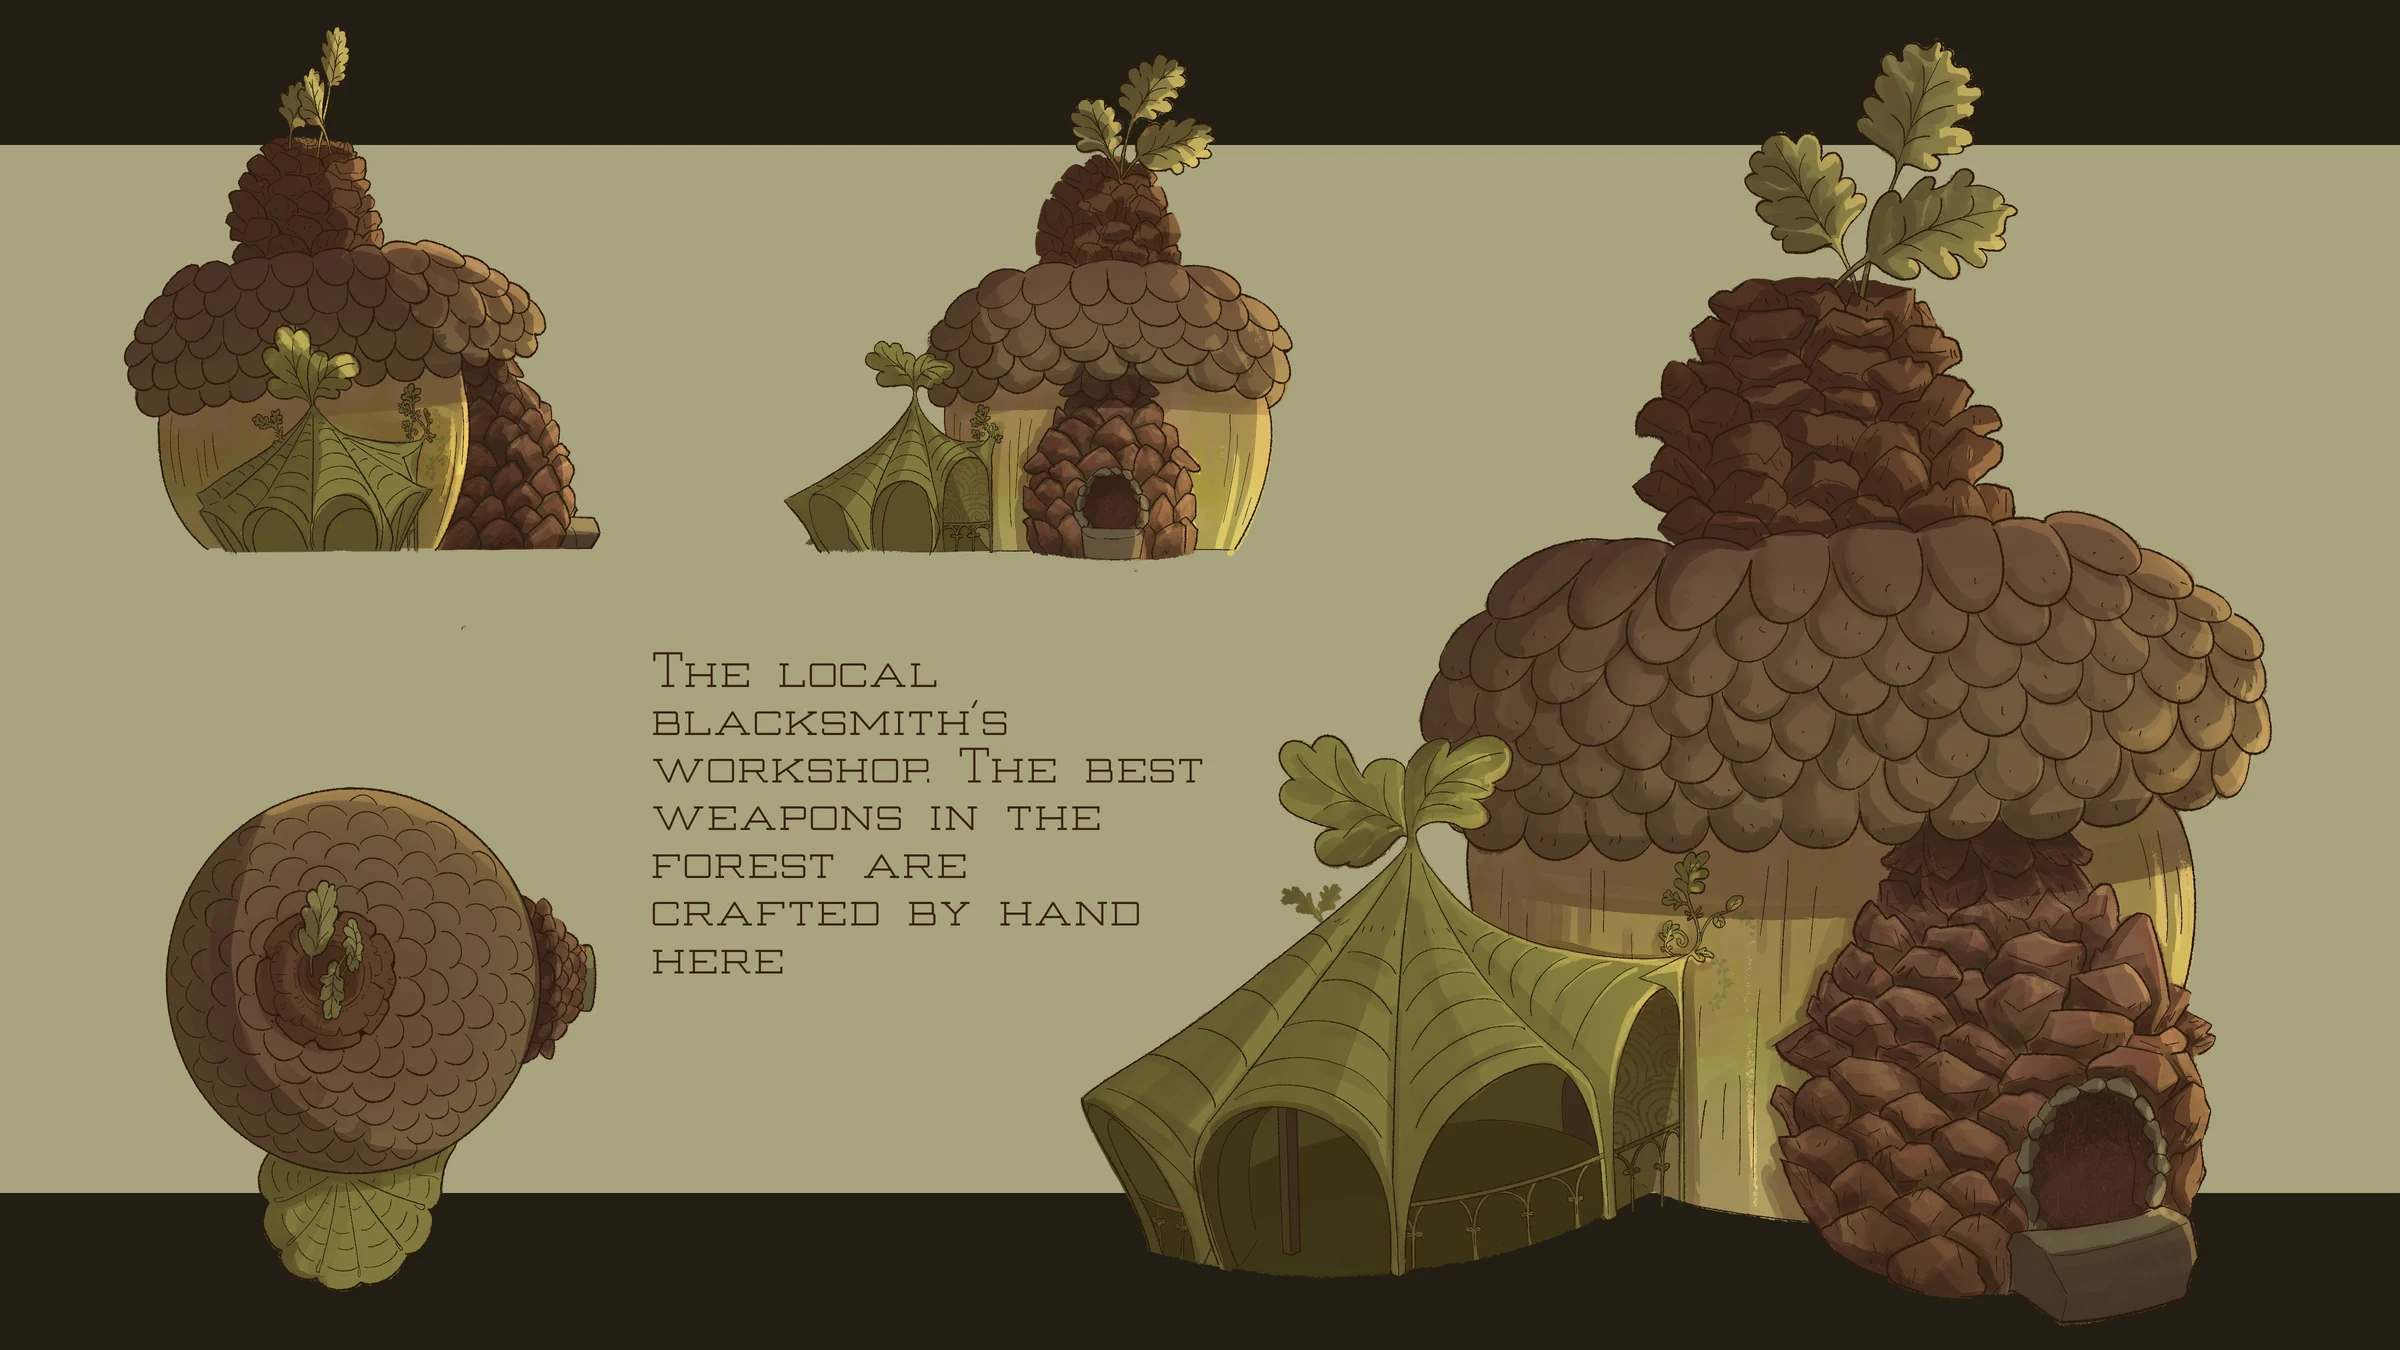 The local
blacksmith's
workshop. The best
weapons in the
forest are
crafted by hand
here